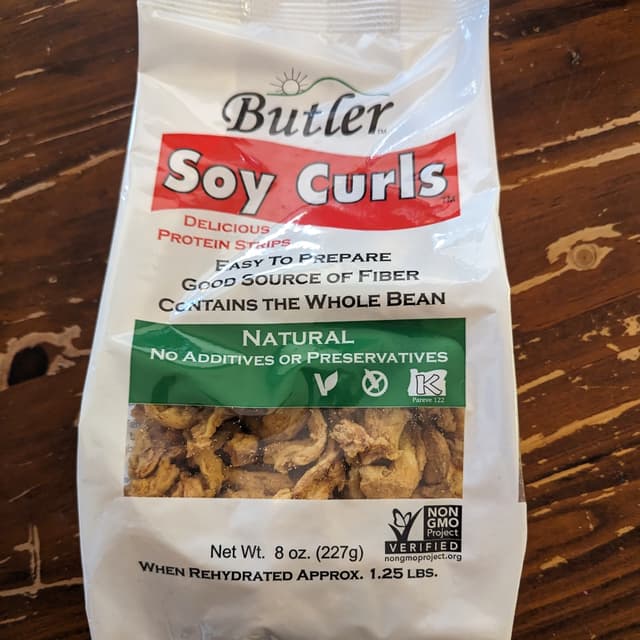 Butler™
Soy Curls™
DELICIOUS
PROTEIN STRIPS
EASY TO PREPARE
GOOD SOURCE OF FIBER
CONTAINS THE WHOLE BEAN
NATURAL
NO ADDITIVES OR PRESERVATIVES
K
Pareve 122
NON
GMO
Project
VERIFIED
nongmoproject.org
Net Wt. 8 oz. (227g)
WHEN REHYDRATED APPROX. 1.25 LBS.